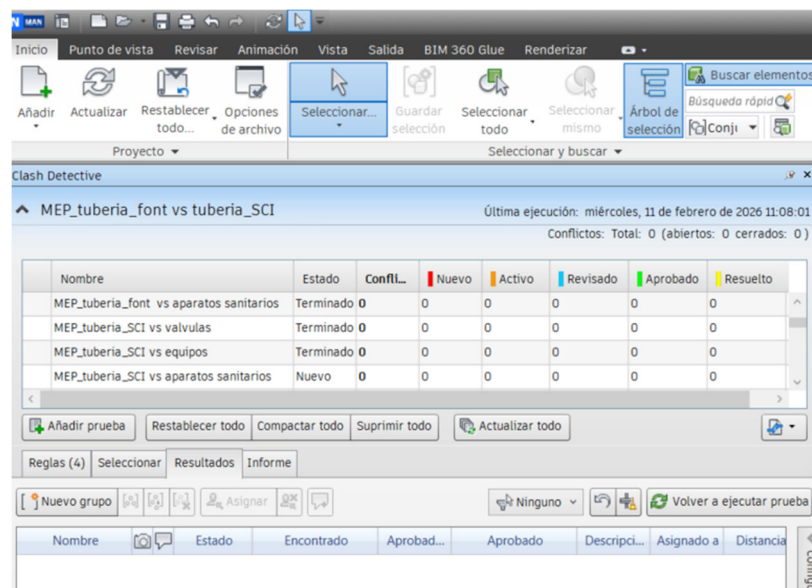 N MAN
Inicio Punto de vista Revisar Animación Vista Salida BIM 360 Glue Renderizar
Añadir Actualizar Restablecer todo... Opciones de archivo Seleccionar... Guardar selección Seleccionar todo Seleccionar mismo Árbol de selección
Buscar elementos
Búsqueda rápid
Conju
Proyecto Seleccionar y buscar
Clash Detective
MEP_tuberia_font vs tuberia_SCI Última ejecución: miércoles, 11 de febrero de 2026 11:08:01
Conflictos: Total: 0 (abiertos: 0 cerrados: 0)
Nombre Estado Confli... Nuevo Activo Revisado Aprobado Resuelto
MEP_tuberia_font vs aparatos sanitarios Terminado 0 0 0 0 0 0
MEP_tuberia_SCI vs valvulas Terminado 0 0 0 0 0 0
MEP_tuberia_SCI vs equipos Terminado 0 0 0 0 0 0
MEP_tuberia_SCI vs aparatos sanitarios Nuevo 0 0 0 0 0 0
Añadir prueba Restablecer todo Compactar todo Suprimir todo Actualizar todo
Reglas (4) Seleccionar Resultados Informe
Nuevo grupo Asignar Ninguno Volver a ejecutar prueba
Nombre Estado Encontrado Aprobad... Aprobado Descripci... Asignado a Distancia